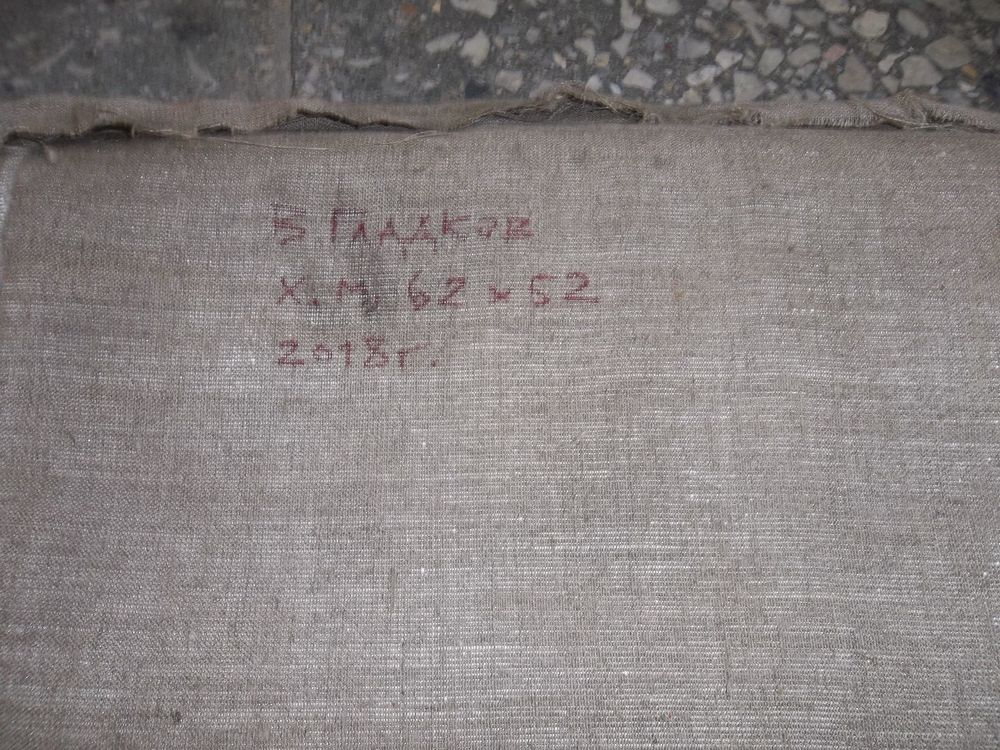 Б Гладков
х.м. 62 х 52
2018г.